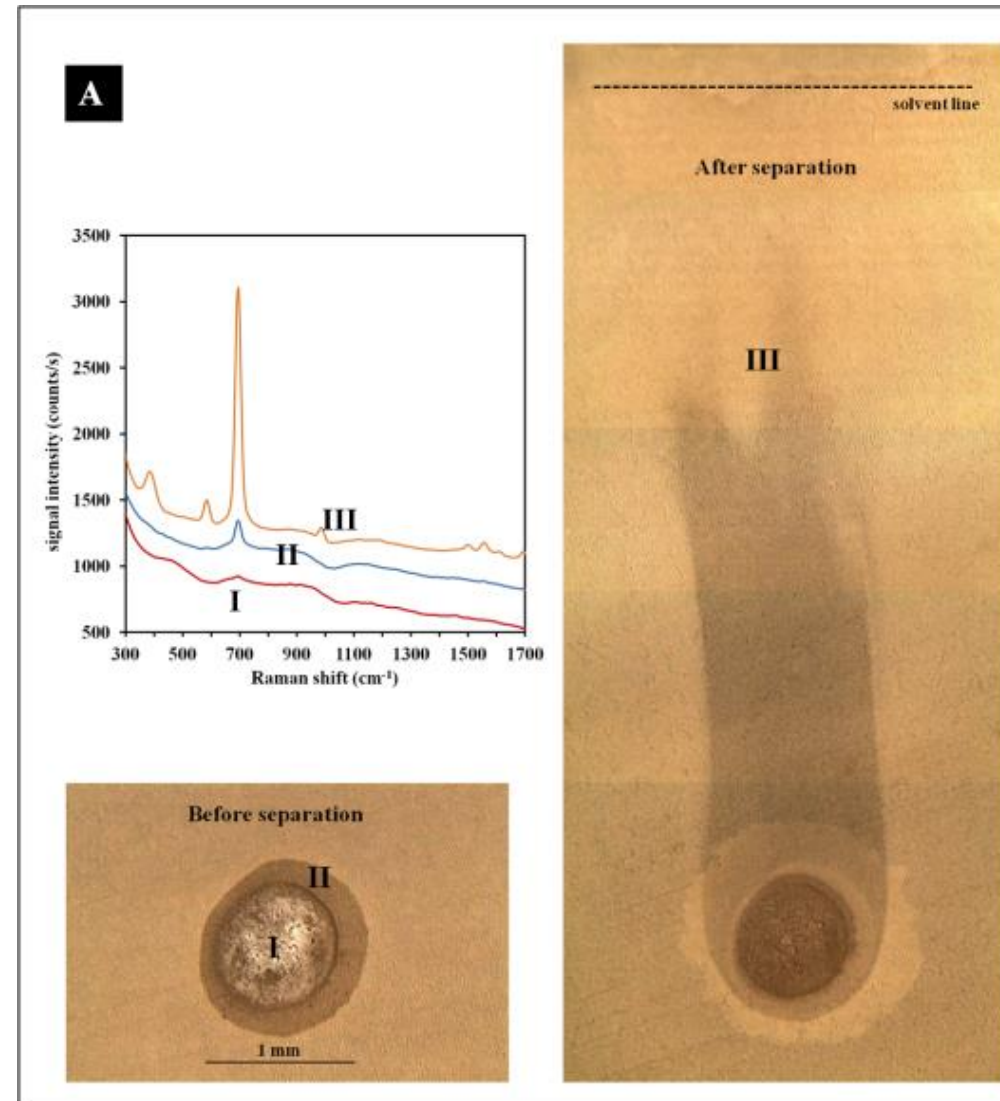 A
solvent line
After separation
3500
3000
2500
2000
1500
1000
500
signal intensity (counts/s)
III
II
I
300 500 700 900 1100 1300 1500 1700
Raman shift (cm⁻¹)
III
Before separation
II
I
1 mm